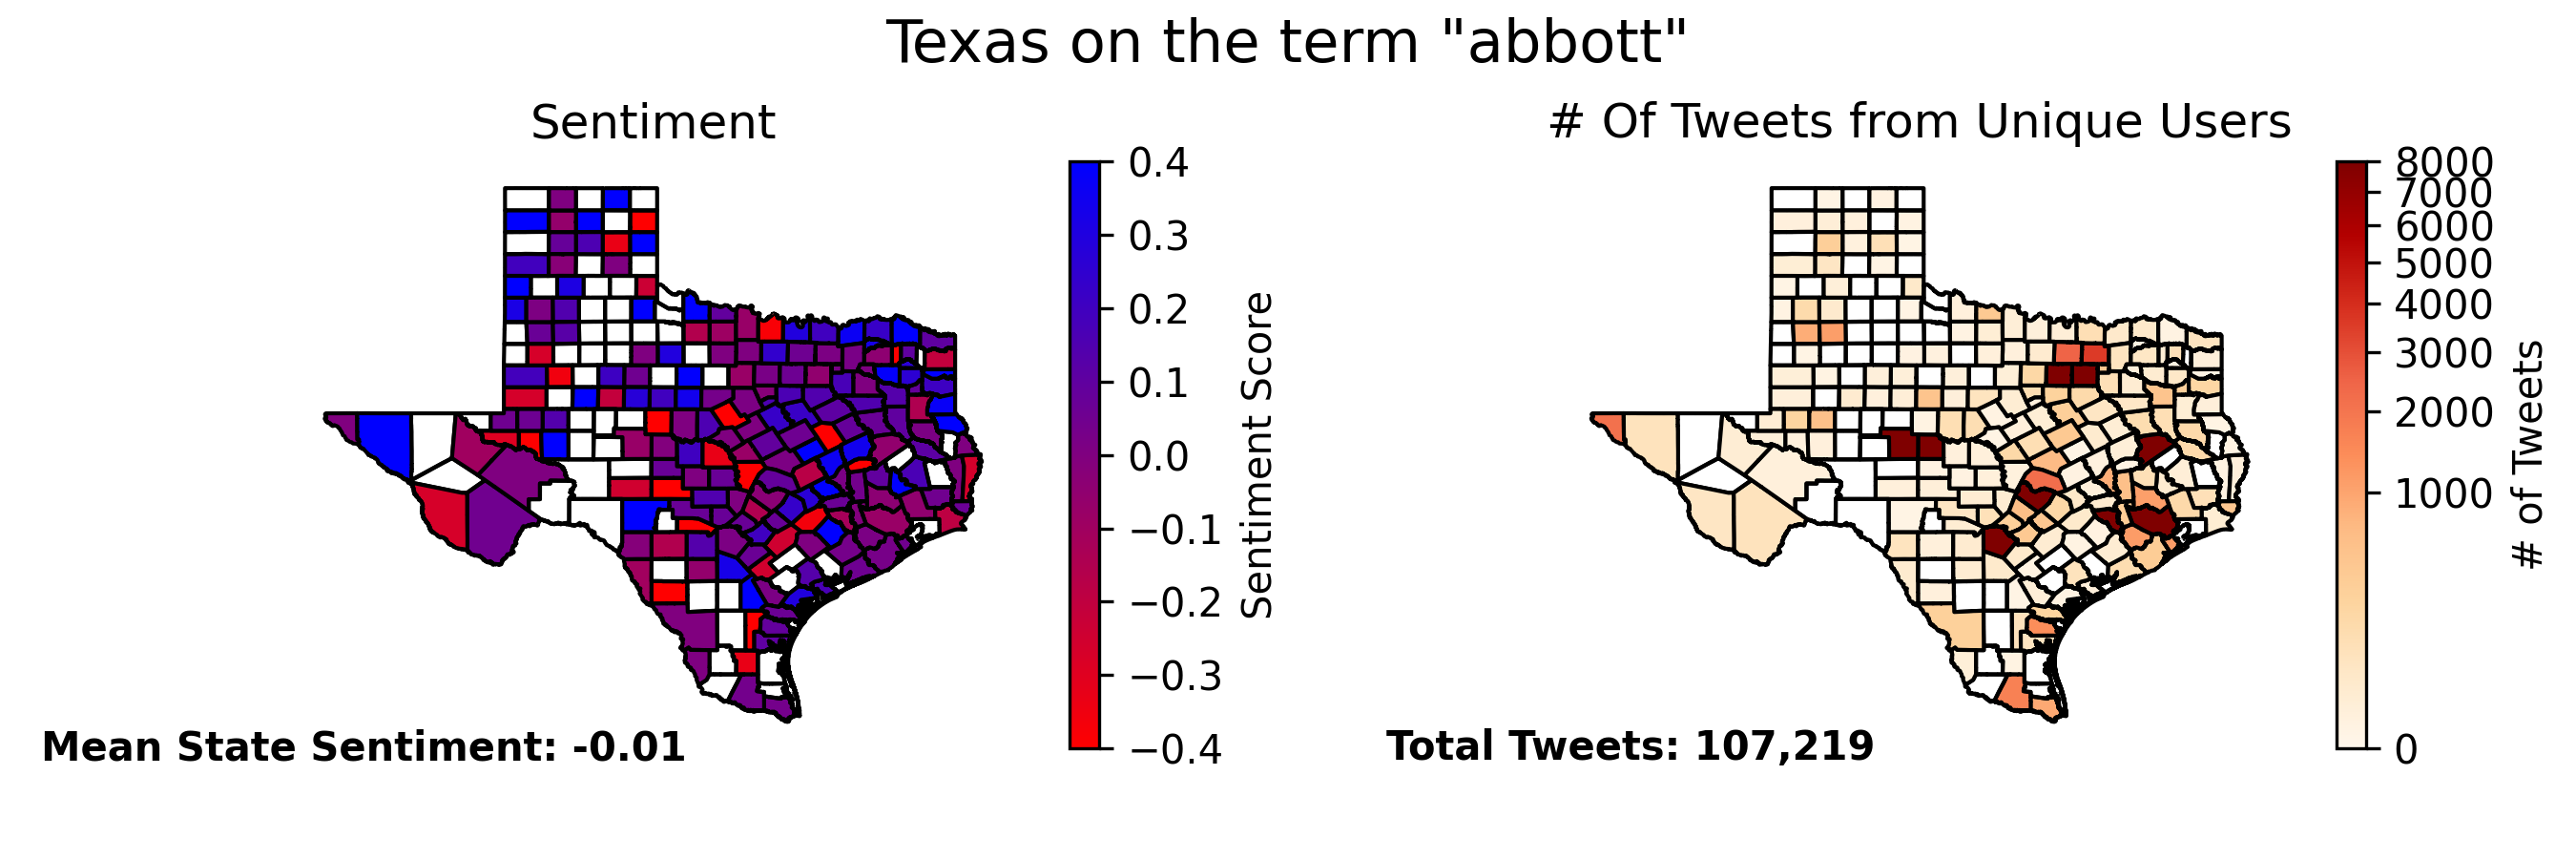 Texas on the term "abbott"
Sentiment
0.4
0.3
0.2
0.1
0.0
−0.1
−0.2
−0.3
−0.4
Sentiment Score
Mean State Sentiment: -0.01
# Of Tweets from Unique Users
8000
7000
6000
5000
4000
3000
2000
1000
0
# of Tweets
Total Tweets: 107,219